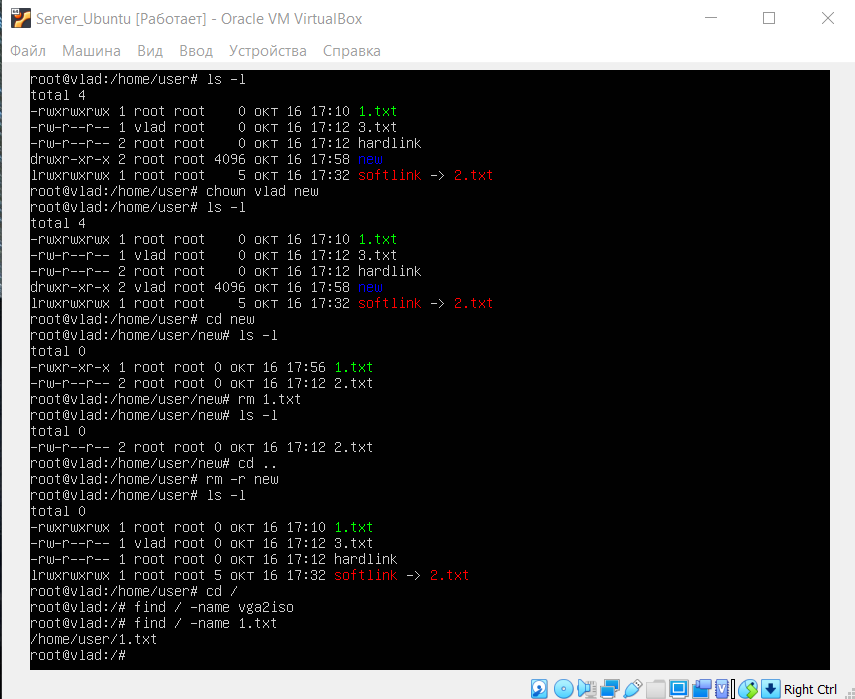 Server_Ubuntu [Работает] - Oracle VM VirtualBox
Файл Машина Вид Ввод Устройства Справка
root@vlad:/home/user# ls -l
total 4
-rwxrwxrwx 1 root root    0 окт 16 17:10 1.txt
-rw-r--r-- 1 vlad root    0 окт 16 17:12 3.txt
-rw-r--r-- 2 root root    0 окт 16 17:12 hardlink
drwxr-xr-x 2 root root 4096 окт 16 17:58 new
lrwxrwxrwx 1 root root    5 окт 16 17:32 softlink -> 2.txt
root@vlad:/home/user# chown vlad new
root@vlad:/home/user# ls -l
total 4
-rwxrwxrwx 1 root root    0 окт 16 17:10 1.txt
-rw-r--r-- 1 vlad root    0 окт 16 17:12 3.txt
-rw-r--r-- 2 root root    0 окт 16 17:12 hardlink
drwxr-xr-x 2 vlad root 4096 окт 16 17:58 new
lrwxrwxrwx 1 root root    5 окт 16 17:32 softlink -> 2.txt
root@vlad:/home/user# cd new
root@vlad:/home/user/new# ls -l
total 0
-rwxr-xr-x 1 root root 0 окт 16 17:56 1.txt
-rw-r--r-- 2 root root 0 окт 16 17:12 2.txt
root@vlad:/home/user/new# rm 1.txt
root@vlad:/home/user/new# ls -l
total 0
-rw-r--r-- 2 root root 0 окт 16 17:12 2.txt
root@vlad:/home/user/new# cd ..
root@vlad:/home/user# rm -r new
root@vlad:/home/user# ls -l
total 0
-rwxrwxrwx 1 root root 0 окт 16 17:10 1.txt
-rw-r--r-- 1 vlad root 0 окт 16 17:12 3.txt
-rw-r--r-- 1 root root 0 окт 16 17:12 hardlink
lrwxrwxrwx 1 root root 5 окт 16 17:32 softlink -> 2.txt
root@vlad:/home/user# cd /
root@vlad:/# find / -name vga2iso
root@vlad:/# find / -name 1.txt
/home/user/1.txt
root@vlad:/#
Right Ctrl